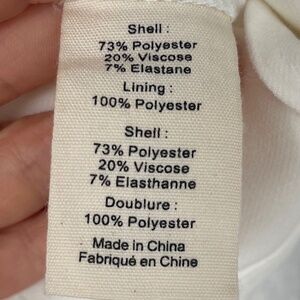 Shell :
73% Polyester
20% Viscose
7% Elastane
Lining :
100% Polyester
Shell :
73% Polyester
20% Viscose
7% Elasthanne
Doublure :
100% Polyester
Made in China
Fabriqué en Chine